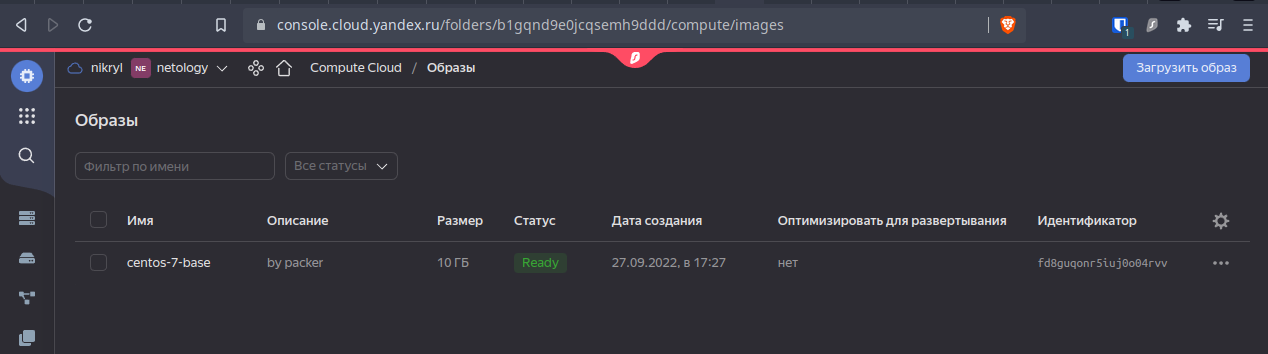 console.cloud.yandex.ru/folders/b1gqnd9e0jcqsemh9ddd/compute/images
1
nikryl NE netology Compute Cloud / Образы Загрузить образ
Образы
Фильтр по имени Все статусы
Имя Описание Размер Статус Дата создания Оптимизировать для развертывания Идентификатор
centos-7-base by packer 10 ГБ Ready 27.09.2022, в 17:27 нет fd8guqonr5iuj0o04rvv